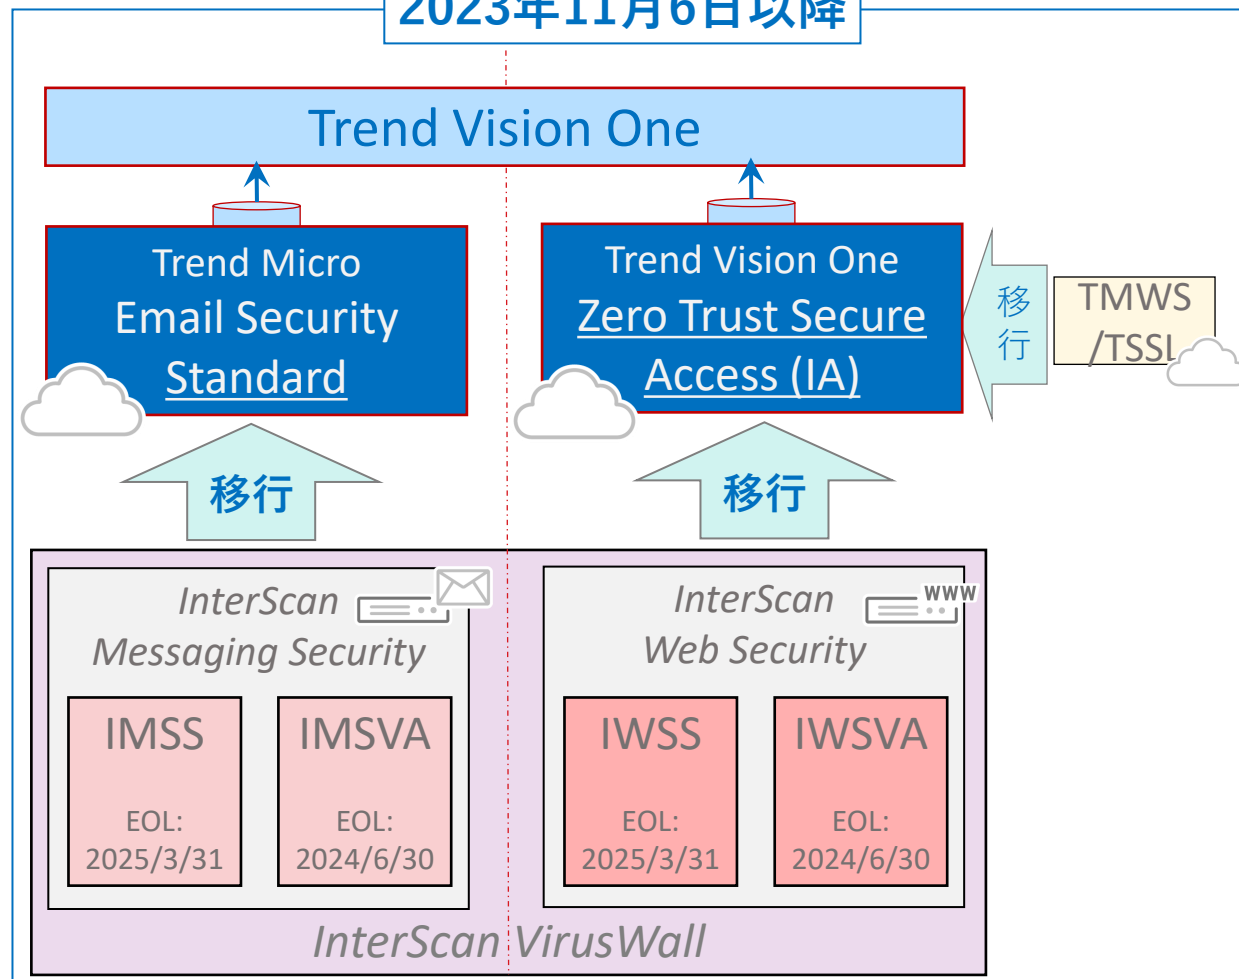 2023年11月6日以降
Trend Vision One
Trend Micro
Email Security
Standard
Trend Vision One
Zero Trust Secure
Access (IA)
移
行
TMWS
/TSSL
移行
移行
InterScan
Messaging Security
InterScan
Web Security
WWW
IMSS
EOL:
2025/3/31
IMSVA
EOL:
2024/6/30
IWSS
EOL:
2025/3/31
IWSVA
EOL:
2024/6/30
InterScan VirusWall